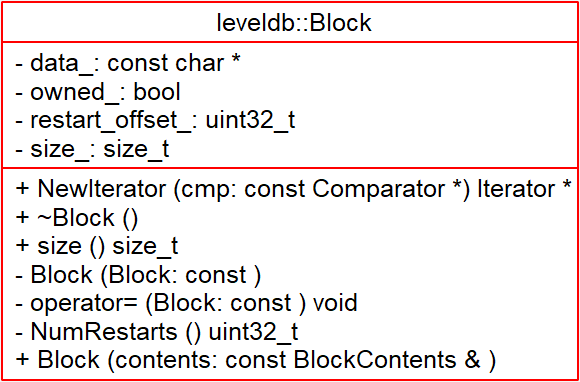 leveldb::Block
- data_: const char *
- owned_: bool
- restart_offset_: uint32_t
- size_: size_t
+ NewIterator (cmp: const Comparator *) Iterator *
+ ~Block ()
+ size () size_t
- Block (Block: const )
- operator= (Block: const ) void
- NumRestarts () uint32_t
+ Block (contents: const BlockContents & )